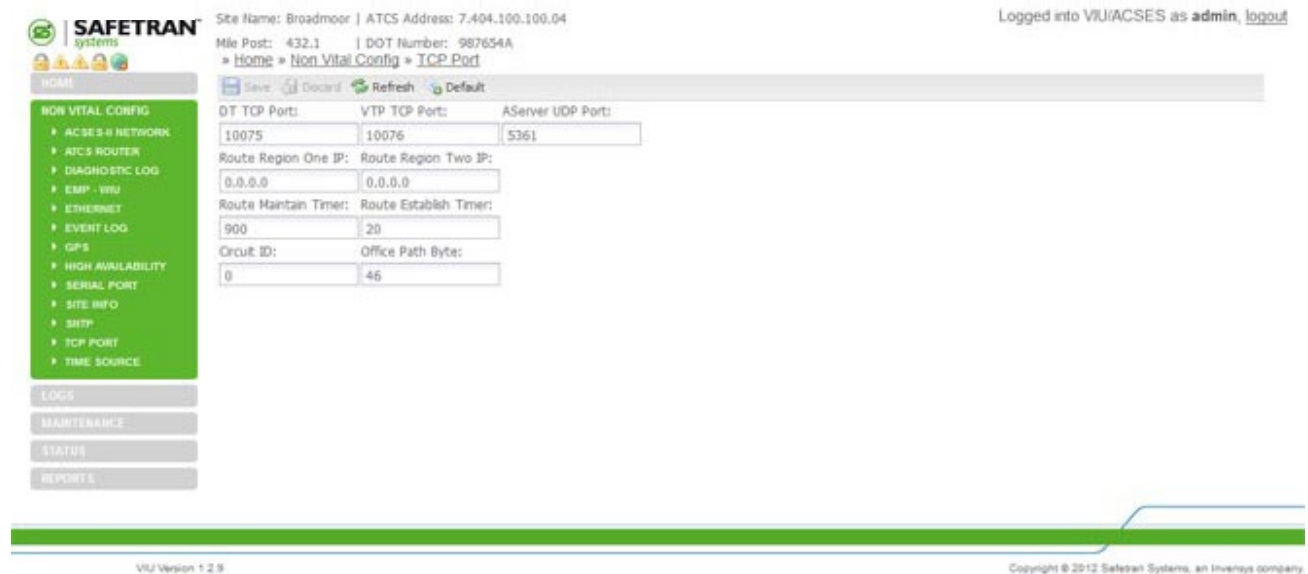 SAFETRAN
systems
Site Name: Broadmoor | ATCS Address: 7.404.100.100.04
Mile Post: 432.1 | DOT Number: 987654A
» Home » Non Vital Config » TCP Port
Logged into VIU/ACSES as admin, logout
Save Discard Refresh Default
HOME
NON VITAL CONFIG
ACSES-II NETWORK
ATCS ROUTER
DIAGNOSTIC LOG
EMP - WIU
ETHERNET
EVENT LOG
GPS
HIGH AVAILABILITY
SERIAL PORT
SITE INFO
SNTP
TCP PORT
TIME SOURCE
LOGS
MAINTENANCE
STATUS
REPORTS
DT TCP Port: VTP TCP Port: AServer UDP Port:
10075 10076 5361
Route Region One IP: Route Region Two IP:
0.0.0.0 0.0.0.0
Route Maintain Timer: Route Establish Timer:
900 20
Circuit ID: Office Path Byte:
0 46
VIU Version 1.2.9
Copyright © 2012 Safetran Systems, an Invensys company.